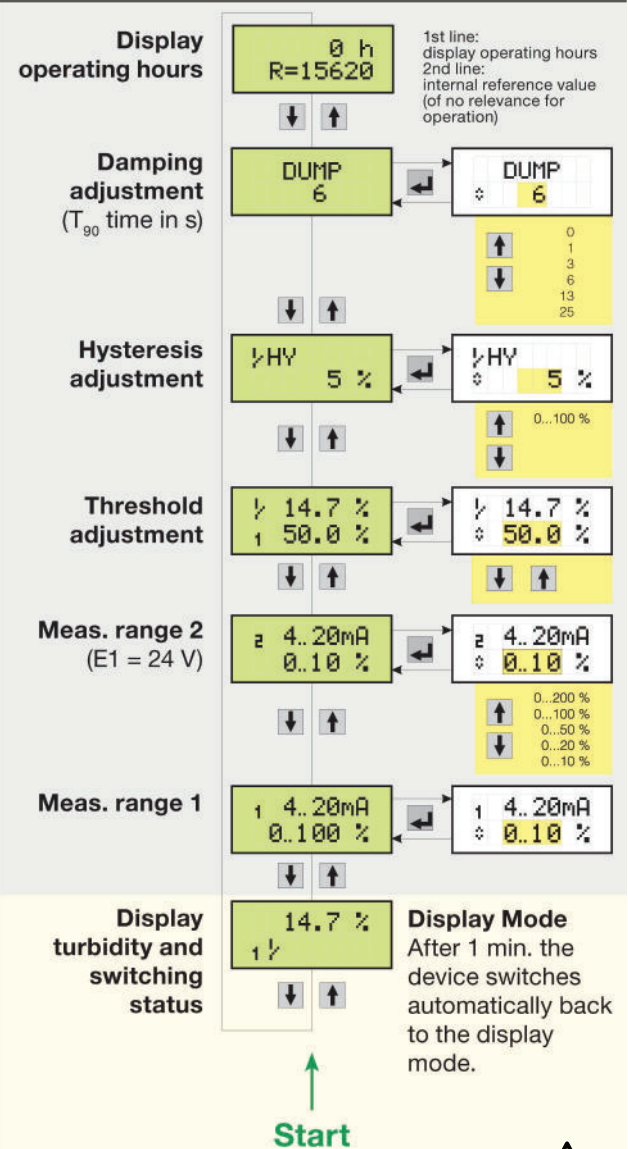 Display
operating hours
0 h
R=15620
1st line:
display operating hours
2nd line:
internal reference value
(of no relevance for
operation)
Damping
adjustment
(T90 time in s)
DUMP
6
DUMP
6
0
1
3
6
13
25
Hysteresis
adjustment
HY
5 %
HY
5 %
0...100 %
Threshold
adjustment
14.7 %
1 50.0 %
14.7 %
50.0 %
Meas. range 2
(E1 = 24 V)
2 4..20mA
0..10 %
2 4..20mA
0..10 %
0...200 %
0...100 %
0...50 %
0...20 %
0...10 %
Meas. range 1
1 4..20mA
0..100 %
1 4..20mA
0..10 %
Display
turbidity and
switching
status
14.7 %
1
Display Mode
After 1 min. the
device switches
automatically back
to the display
mode.
Start